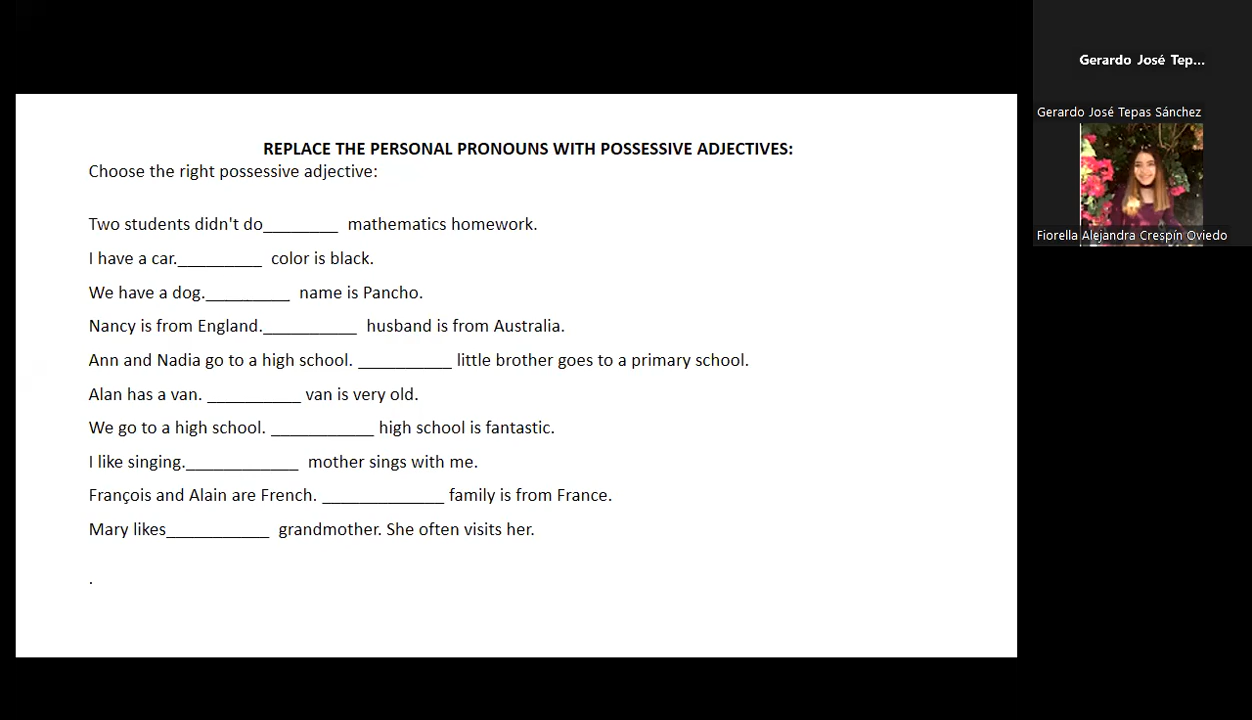 Gerardo José Tep...
Gerardo José Tepas Sánchez
Fiorella Alejandra Crespín Oviedo
REPLACE THE PERSONAL PRONOUNS WITH POSSESSIVE ADJECTIVES:
Choose the right possessive adjective:
Two students didn't do________ mathematics homework.
I have a car._________ color is black.
We have a dog._________ name is Pancho.
Nancy is from England.__________ husband is from Australia.
Ann and Nadia go to a high school. __________ little brother goes to a primary school.
Alan has a van. __________ van is very old.
We go to a high school. ___________ high school is fantastic.
I like singing.____________ mother sings with me.
François and Alain are French. _____________ family is from France.
Mary likes___________ grandmother. She often visits her.
.